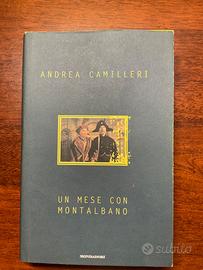 ANDREA CAMILLERI
UN MESE CON
MONTALBANO
MONDADORI
subito